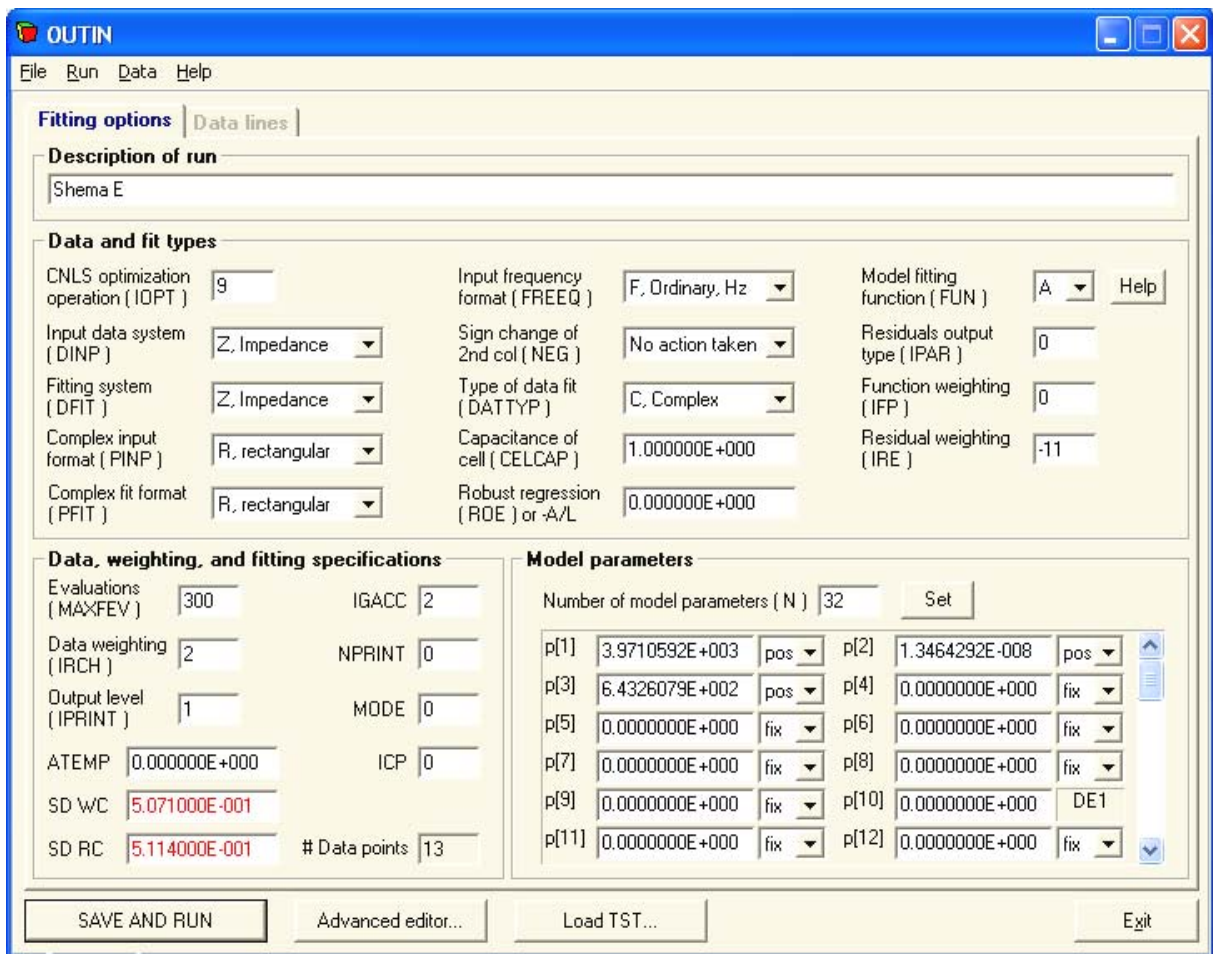 OUTIN
File Run Data Help
Fitting options Data lines
Description of run
Shema E
Data and fit types
CNLS optimization
operation ( IOPT )
9
Input frequency
format ( FREEQ )
F, Ordinary, Hz
Model fitting
function ( FUN )
A
Help
Input data system
( DINP )
Z, Impedance
Sign change of
2nd col ( NEG )
No action taken
Residuals output
type ( IPAR )
0
Fitting system
( DFIT )
Z, Impedance
Type of data fit
( DATTYP )
C, Complex
Function weighting
( IFP )
0
Complex input
format ( PINP )
R, rectangular
Capacitance of
cell ( CELCAP )
1.000000E+000
Residual weighting
( IRE )
-11
Complex fit format
( PFIT )
R, rectangular
Robust regression
( ROE ) or -A/L
0.000000E+000
Data, weighting, and fitting specifications
Evaluations
( MAXFEV )
300
IGACC 2
Data weighting
( IRCH )
2
NPRINT 0
Output level
( IPRINT )
1
MODE 0
ATEMP 0.000000E+000
ICP 0
SD WC 5.071000E-001
SD RC 5.114000E-001
# Data points 13
Model parameters
Number of model parameters ( N ) 32 Set
p[1] 3.9710592E+003 pos p[2] 1.3464292E-008 pos
p[3] 6.4326079E+002 pos p[4] 0.0000000E+000 fix
p[5] 0.0000000E+000 fix p[6] 0.0000000E+000 fix
p[7] 0.0000000E+000 fix p[8] 0.0000000E+000 fix
p[9] 0.0000000E+000 fix p[10] 0.0000000E+000 DE1
p[11] 0.0000000E+000 fix p[12] 0.0000000E+000 fix
SAVE AND RUN Advanced editor... Load TST... Exit